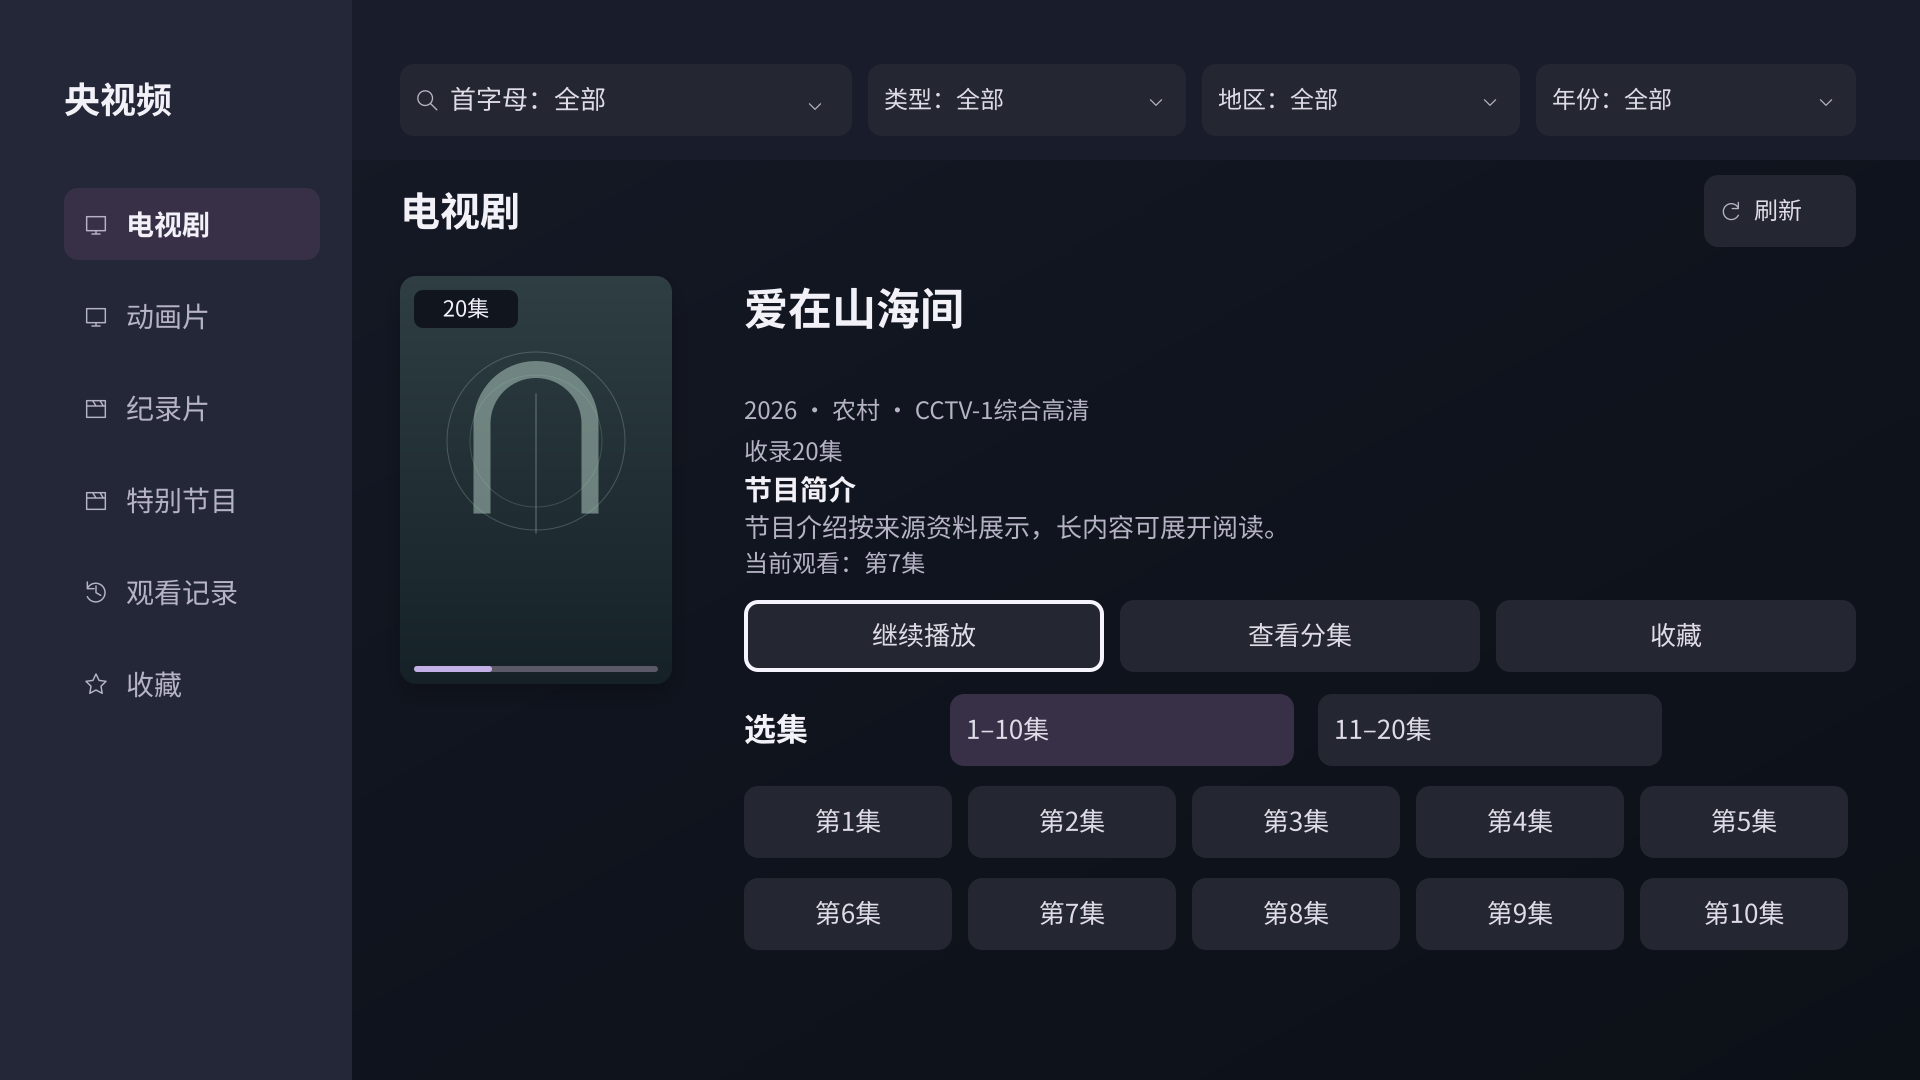 央视频
电视剧
动画片
纪录片
特别节目
观看记录
收藏
首字母：全部
类型：全部
地区：全部
年份：全部
电视剧
刷新
20集
爱在山海间
2026 · 农村 · CCTV-1综合高清
收录20集
节目简介
节目介绍按来源资料展示，长内容可展开阅读。
当前观看：第7集
继续播放
查看分集
收藏
选集
1–10集
11–20集
第1集
第2集
第3集
第4集
第5集
第6集
第7集
第8集
第9集
第10集